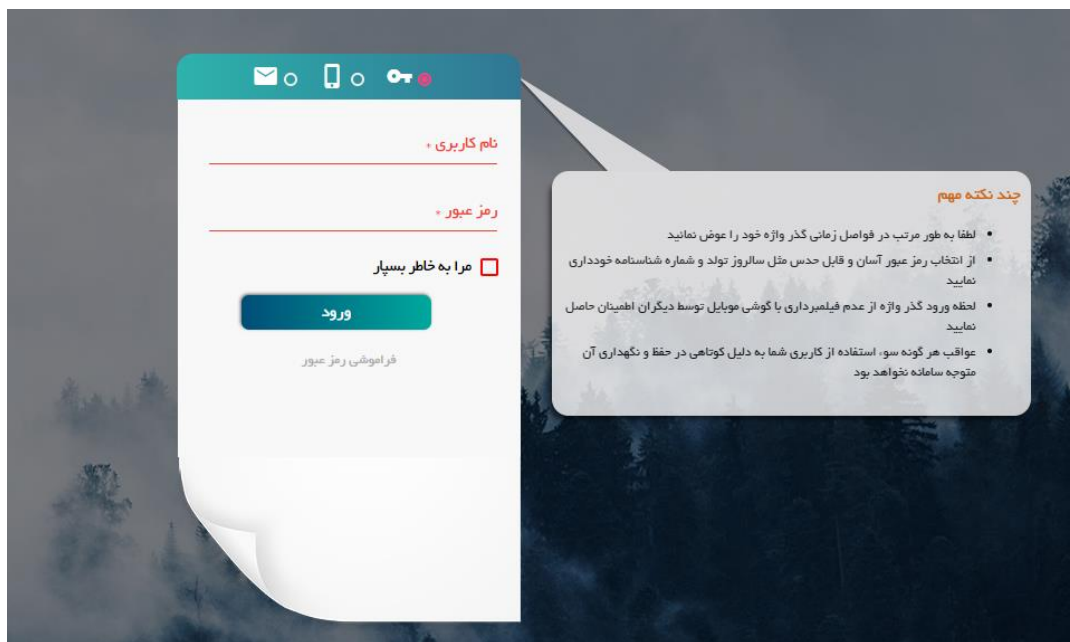 نام کاربری *
رمز عبور *
مرا به خاطر بسپار
ورود
فراموشی رمز عبور
چند نکته مهم
لطفا به طور مرتب در فواصل زمانی گذر واژه خود را عوض نمائید
از انتخاب رمز عبور آسان و قابل حدس مثل سالروز تولد و شماره شناسنامه خودداری
نمایید
لحظه ورود گذر واژه از عدم فیلمبرداری با گوشی موبایل توسط دیگران اطمینان حاصل
نمایید
عواقب هر گونه سوء استفاده از کاربری شما به دلیل کوتاهی در حفظ و نگهداری آن
متوجه سامانه نخواهد بود